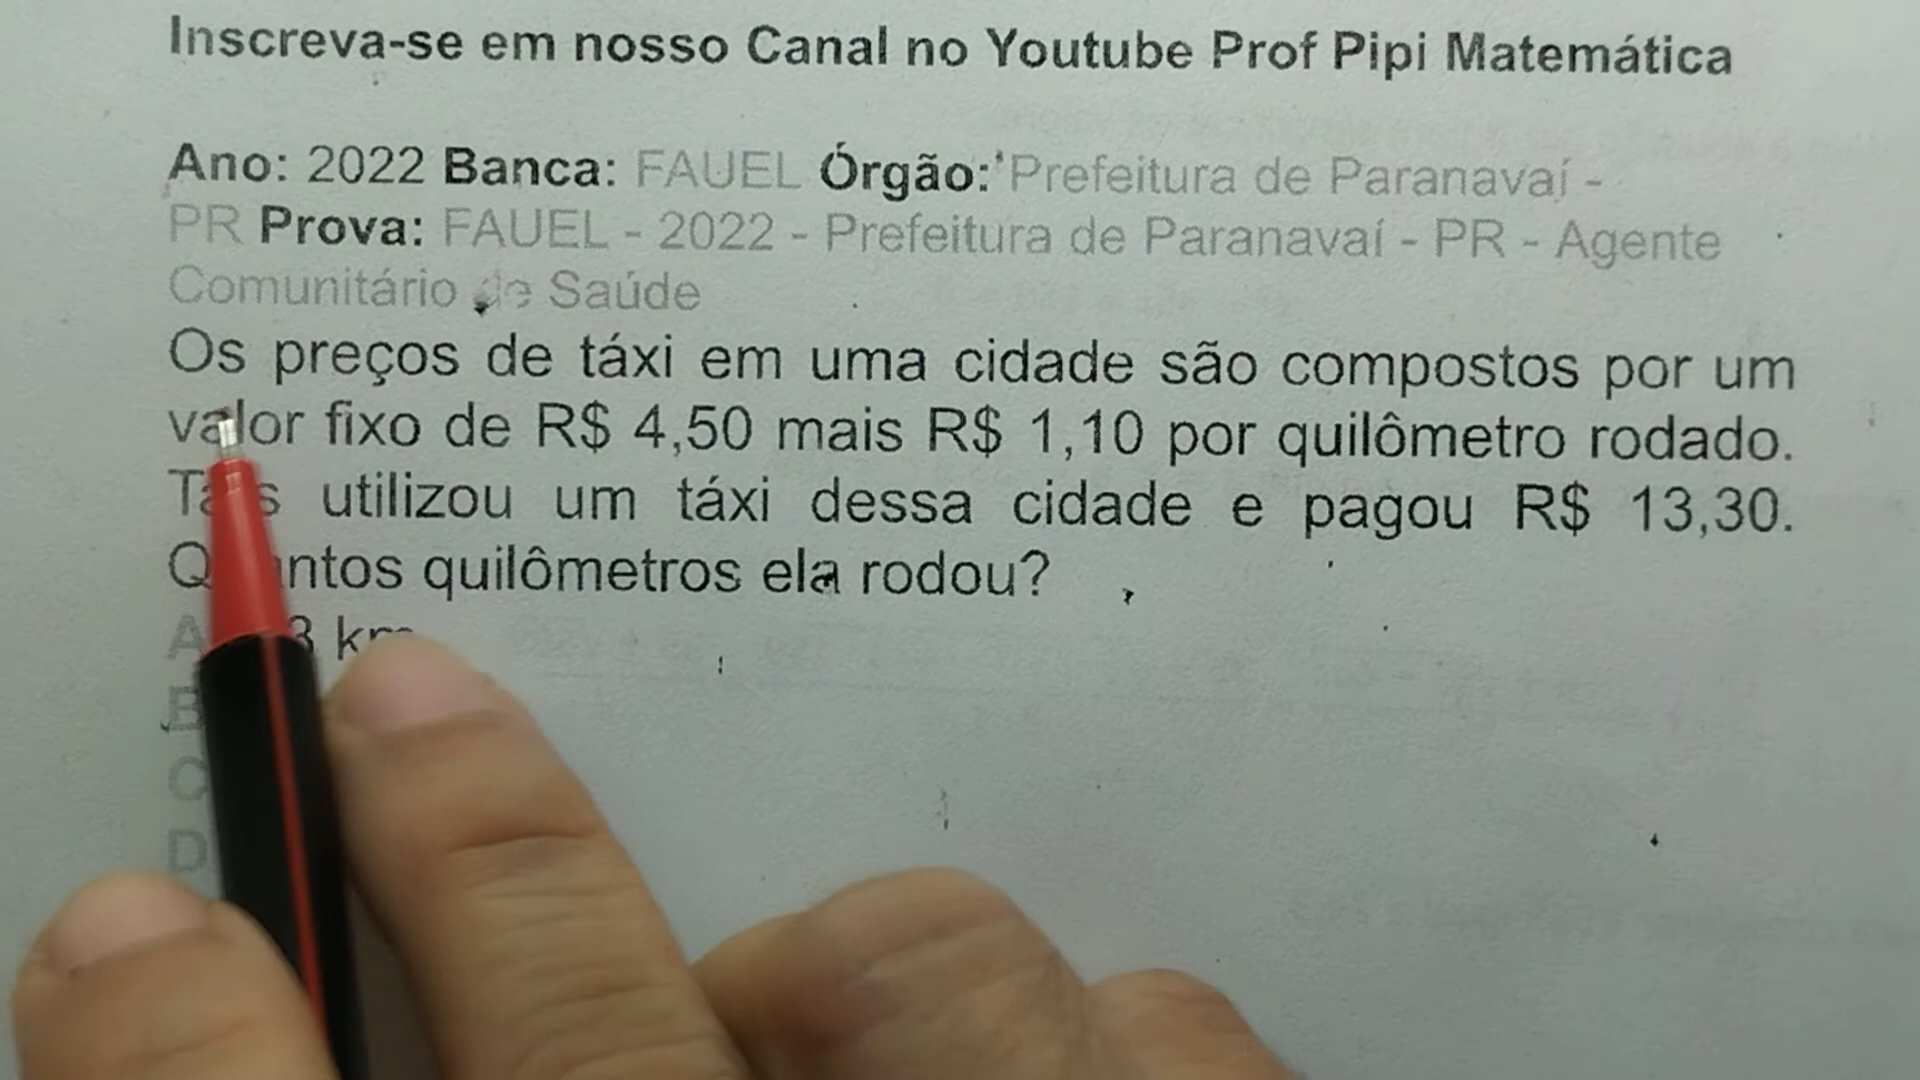 Inscreva-se em nosso Canal no Youtube Prof Pipi Matemática
Ano: 2022 Banca: FAUEL Órgão: Prefeitura de Paranavaí -
PR Prova: FAUEL - 2022 - Prefeitura de Paranavaí - PR - Agente
Comunitário de Saúde
Os preços de táxi em uma cidade são compostos por um
valor fixo de R$ 4,50 mais R$ 1,10 por quilômetro rodado.
utilizou um táxi dessa cidade e pagou R$ 13,30.
quilômetros ela rodou?
A
B
C
D